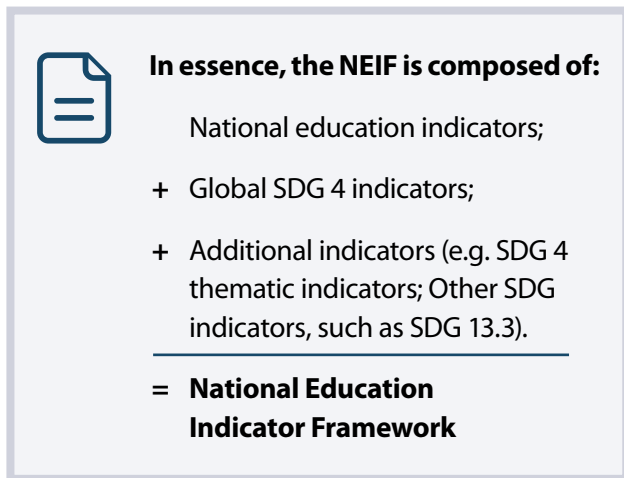 In essence, the NEIF is composed of:
National education indicators;
+ Global SDG 4 indicators;
+ Additional indicators (e.g. SDG 4
thematic indicators; Other SDG
indicators, such as SDG 13.3).
= National Education
Indicator Framework